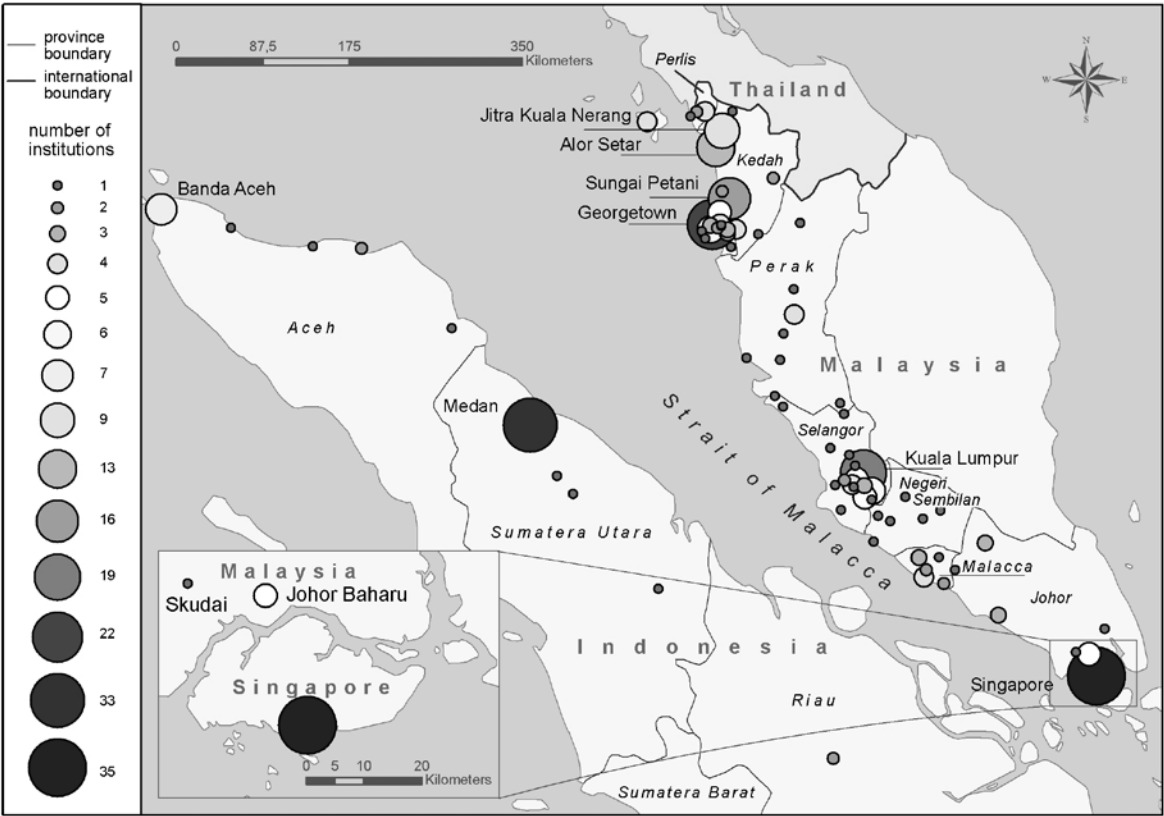 province
boundary
international
boundary
number of
institutions
1
2
3
4
5
6
7
9
13
16
19
22
33
35
0 87,5 175 350
Kilometers
N
W E
S
Perlis
Thailand
Jitra Kuala Nerang
Alor Setar
Kedah
Sungai Petani
Georgetown
Banda Aceh
Perak
Aceh
Malaysia
Medan
Strait of Malacca
Selangor
Kuala Lumpur
Negeri
Sembilan
Sumatera Utara
Malacca
Johor
Indonesia
Singapore
Riau
Sumatera Barat
Malaysia
Skudai
Johor Baharu
Singapore
0 5 10 20
Kilometers